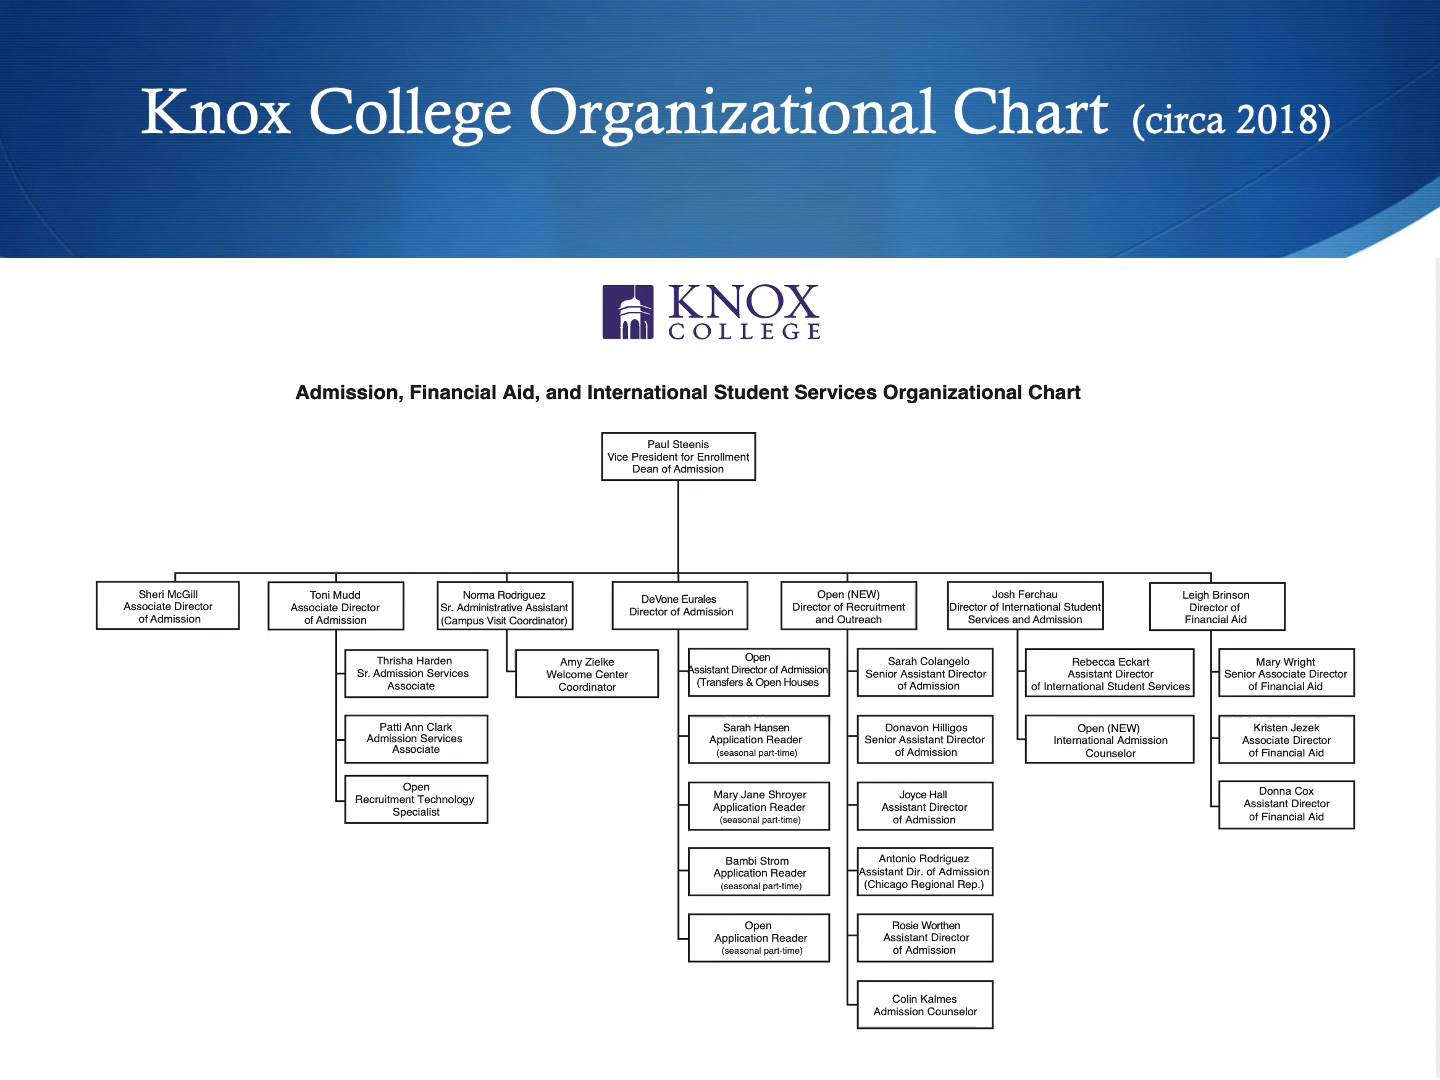 Knox College Organizational Chart (circa 2018)
KNOX
COLLEGE
Admission, Financial Aid, and International Student Services Organizational Chart
Paul Steenis
Vice President for Enrollment
Dean of Admission
Sheri McGill
Associate Director
of Admission
Toni Mudd
Associate Director
of Admission
Thrisha Harden
Sr. Admission Services
Associate
Patti Ann Clark
Admission Services
Associate
Open
Recruitment Technology
Specialist
Norma Rodriguez
Sr. Administrative Assistant
(Campus Visit Coordinator)
Amy Zielke
Welcome Center
Coordinator
DeVone Eurales
Director of Admission
Open
Assistant Director of Admission
(Transfers & Open Houses
Sarah Hansen
Application Reader
(seasonal part-time)
Mary Jane Shroyer
Application Reader
(seasonal part-time)
Bambi Strom
Application Reader
(seasonal part-time)
Open
Application Reader
(seasonal part-time)
Open (NEW)
Director of Recruitment
and Outreach
Sarah Colangelo
Senior Assistant Director
of Admission
Donavon Hilligos
Senior Assistant Director
of Admission
Joyce Hall
Assistant Director
of Admission
Antonio Rodriguez
Assistant Dir. of Admission
(Chicago Regional Rep.)
Rosie Worthen
Assistant Director
of Admission
Colin Kalmes
Admission Counselor
Josh Ferchau
Director of International Student
Services and Admission
Rebecca Eckart
Assistant Director
of International Student Services
Open (NEW)
International Admission
Counselor
Leigh Brinson
Director of
Financial Aid
Mary Wright
Senior Associate Director
of Financial Aid
Kristen Jezek
Associate Director
of Financial Aid
Donna Cox
Assistant Director
of Financial Aid